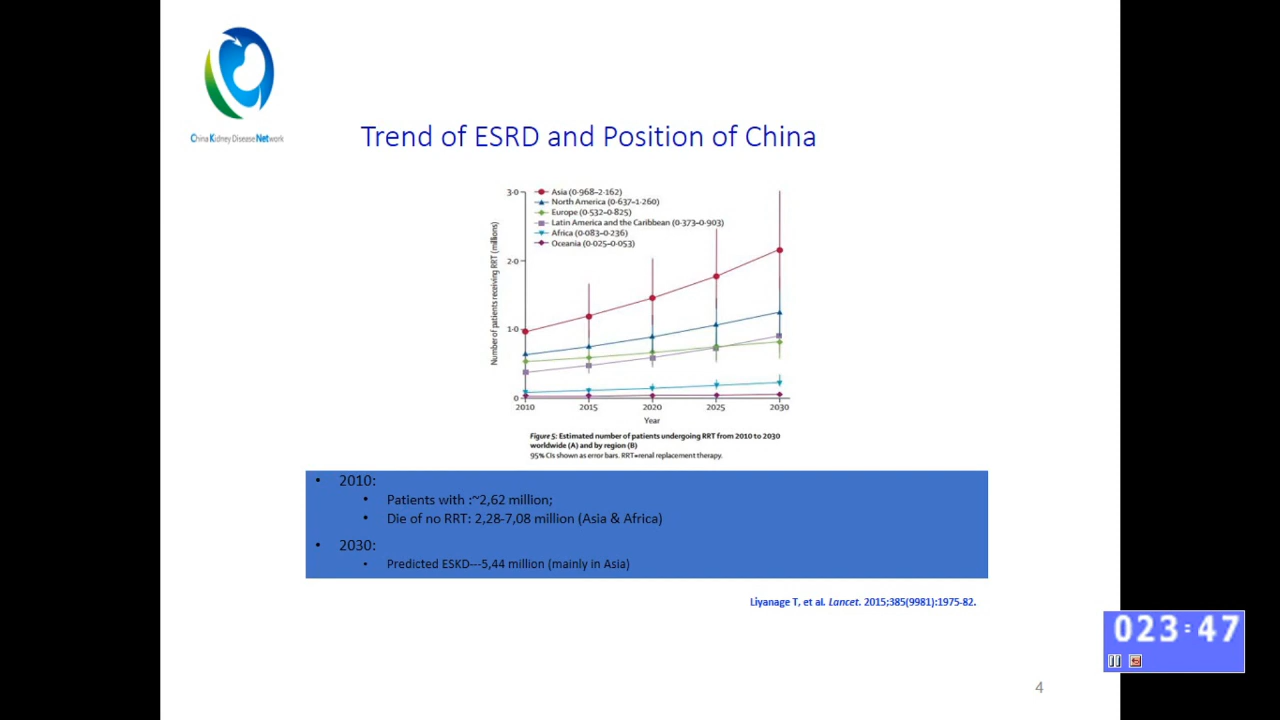 China Kidney Disease Network
Trend of ESRD and Position of China
Number of patients receiving RRT (millions)
3·0
2·0
1·0
0
Asia (0·968–2·162)
North America (0·637–1·260)
Europe (0·532–0·825)
Latin America and the Caribbean (0·373–0·903)
Africa (0·083–0·236)
Oceania (0·025–0·053)
2010 2015 2020 2025 2030
Year
Figure 5: Estimated number of patients undergoing RRT from 2010 to 2030
worldwide (A) and by region (B)
95% CIs shown as error bars. RRT=renal replacement therapy.
• 2010:
• Patients with :~2,62 million;
• Die of no RRT: 2,28-7,08 million (Asia & Africa)
• 2030:
• Predicted ESKD---5,44 million (mainly in Asia)
Liyanage T, et al. Lancet. 2015;385(9981):1975-82.
023:47
4